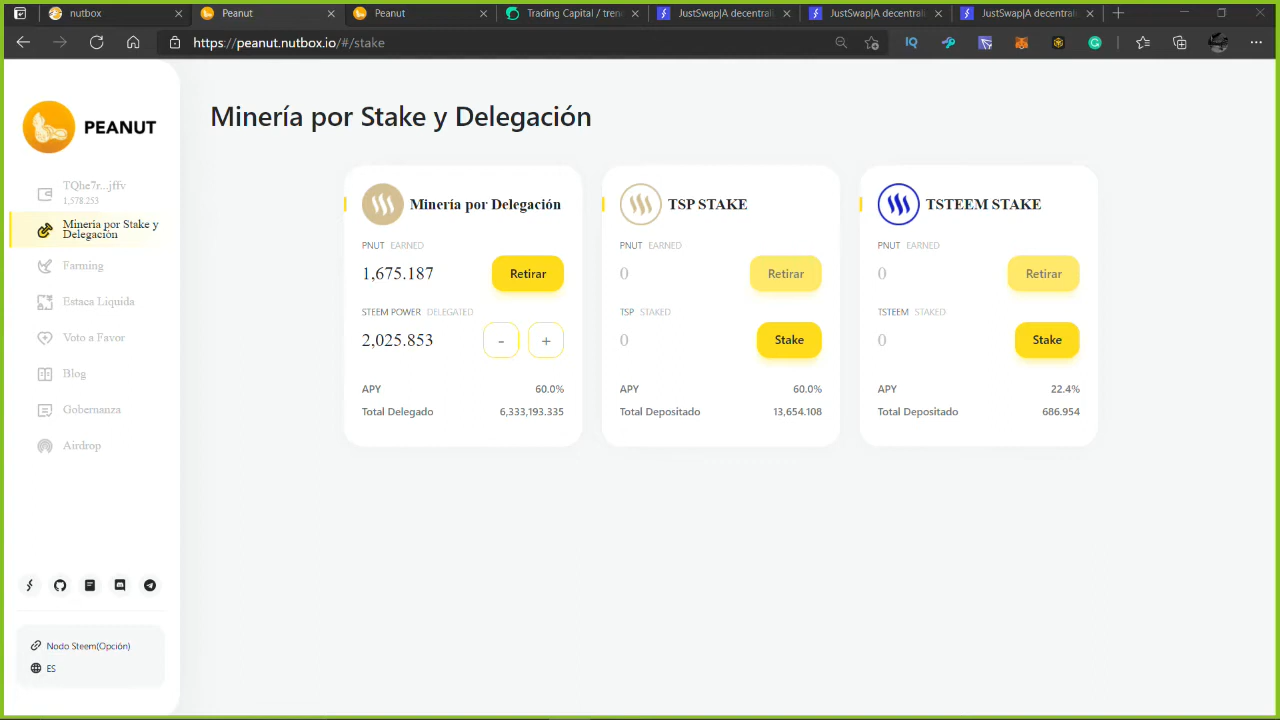 nutbox
Peanut
Peanut
Trading Capital / tren
JustSwap|A decentrali
JustSwap|A decentrali
JustSwap|A decentrali
https://peanut.nutbox.io/#/stake
PEANUT
TQhe7r...jffv
1,578.253
Minería por Stake y
Delegación
Farming
Estaca Liquida
Voto a Favor
Blog
Gobernanza
Airdrop
Nodo Steem(Opción)
ES
Minería por Stake y Delegación
Minería por Delegación
PNUT EARNED
1,675.187
Retirar
STEEM POWER DELEGATED
2,025.853
- +
APY 60.0%
Total Delegado 6,333,193.335
TSP STAKE
PNUT EARNED
0
Retirar
TSP STAKED
0
Stake
APY 60.0%
Total Depositado 13,654.108
TSTEEM STAKE
PNUT EARNED
0
Retirar
TSTEEM STAKED
0
Stake
APY 22.4%
Total Depositado 686.954